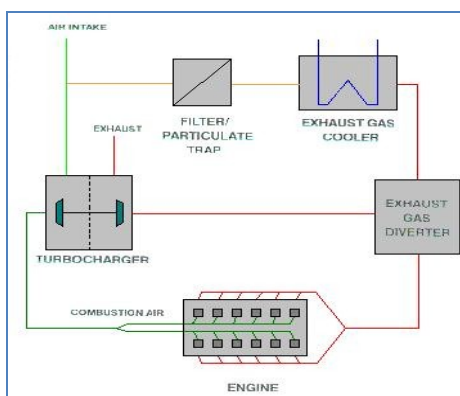 AIR INTAKE
EXHAUST
FILTER/
PARTICULATE
TRAP
EXHAUST GAS
COOLER
EXHAUST
GAS
DIVERTER
TURBOCHARGER
COMBUSTION AIR
ENGINE